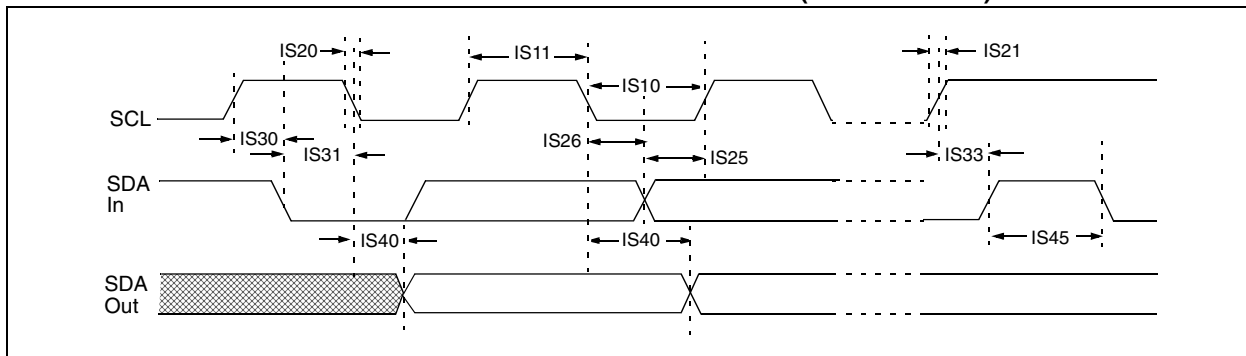 IS20
IS11
IS21
IS10
SCL
IS30
IS31
IS26
IS25
IS33
SDA
In
IS40
IS40
IS45
SDA
Out